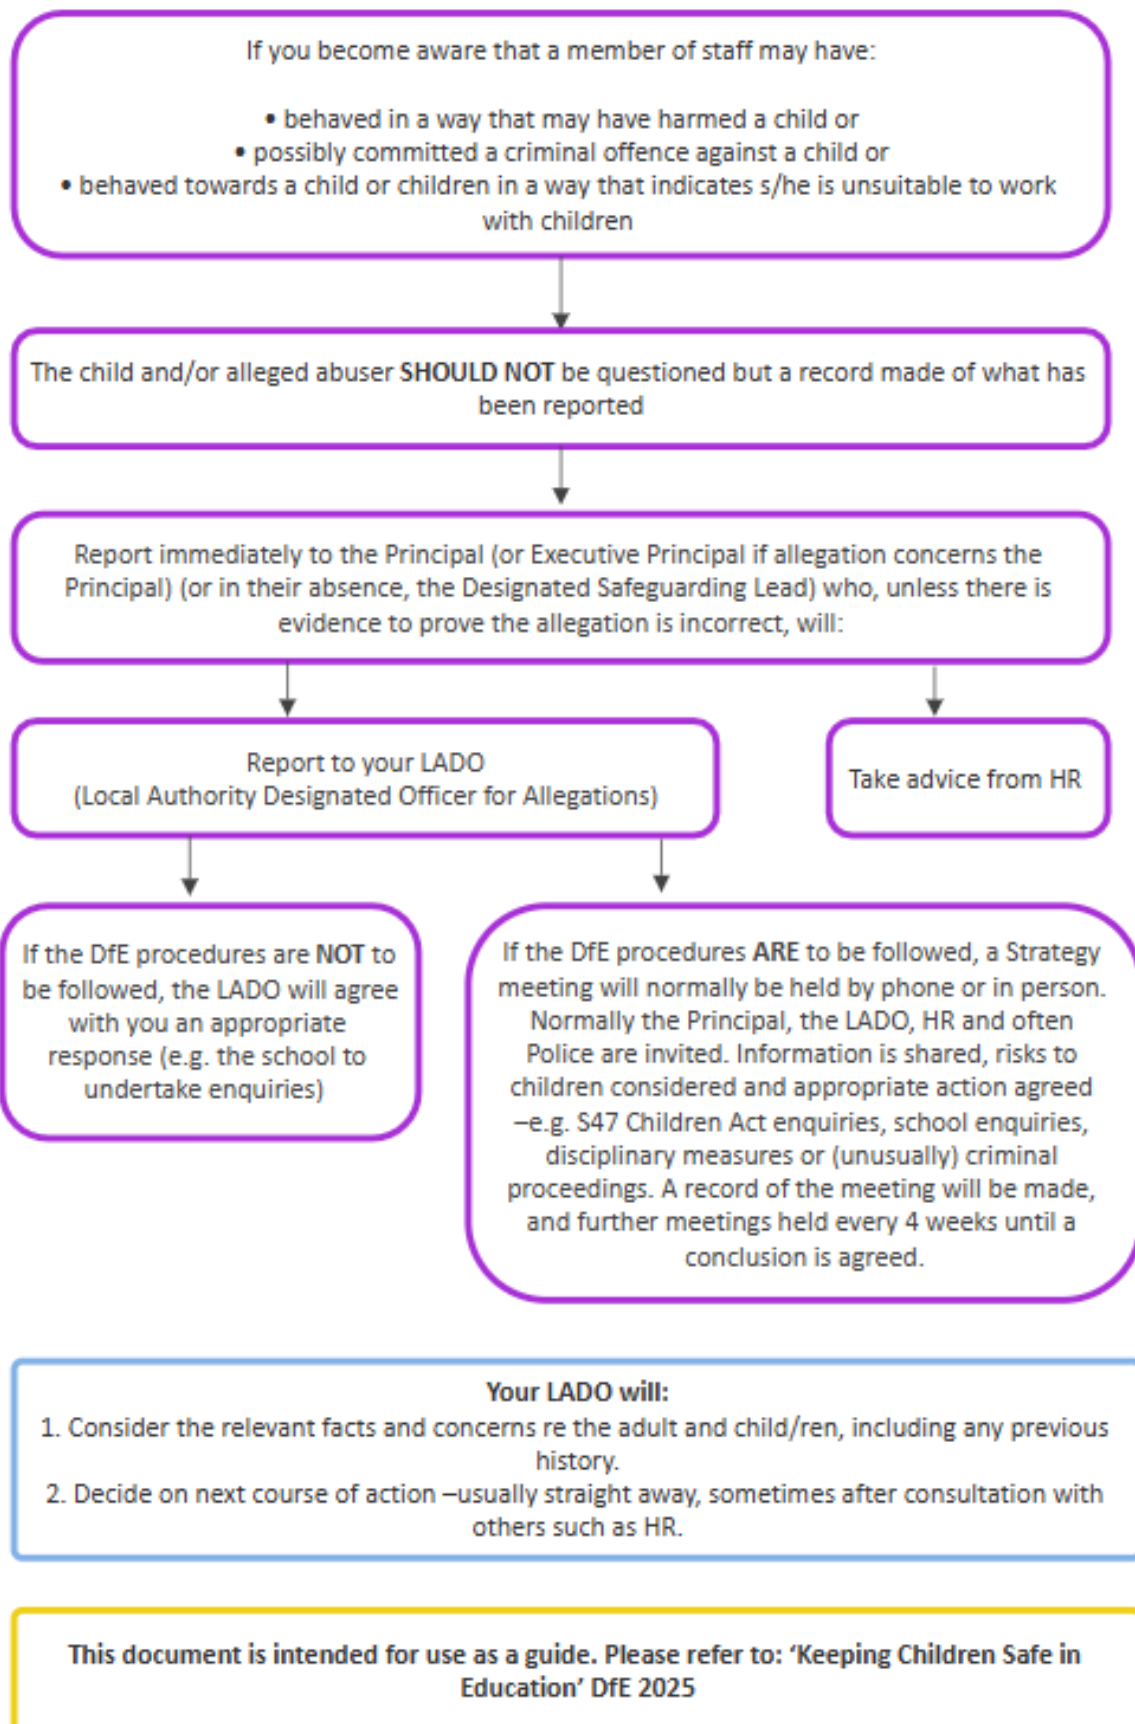 If you become aware that a member of staff may have:
• behaved in a way that may have harmed a child or
• possibly committed a criminal offence against a child or
• behaved towards a child or children in a way that indicates s/he is unsuitable to work
with children
The child and/or alleged abuser SHOULD NOT be questioned but a record made of what has
been reported
Report immediately to the Principal (or Executive Principal if allegation concerns the
Principal) (or in their absence, the Designated Safeguarding Lead) who, unless there is
evidence to prove the allegation is incorrect, will:
Report to your LADO
(Local Authority Designated Officer for Allegations)
Take advice from HR
If the DfE procedures are NOT to
be followed, the LADO will agree
with you an appropriate
response (e.g. the school to
undertake enquiries)
If the DfE procedures ARE to be followed, a Strategy
meeting will normally be held by phone or in person.
Normally the Principal, the LADO, HR and often
Police are invited. Information is shared, risks to
children considered and appropriate action agreed
–e.g. S47 Children Act enquiries, school enquiries,
disciplinary measures or (unusually) criminal
proceedings. A record of the meeting will be made,
and further meetings held every 4 weeks until a
conclusion is agreed.
Your LADO will:
1. Consider the relevant facts and concerns re the adult and child/ren, including any previous
history.
2. Decide on next course of action –usually straight away, sometimes after consultation with
others such as HR.
This document is intended for use as a guide. Please refer to: ‘Keeping Children Safe in
Education’ DfE 2025